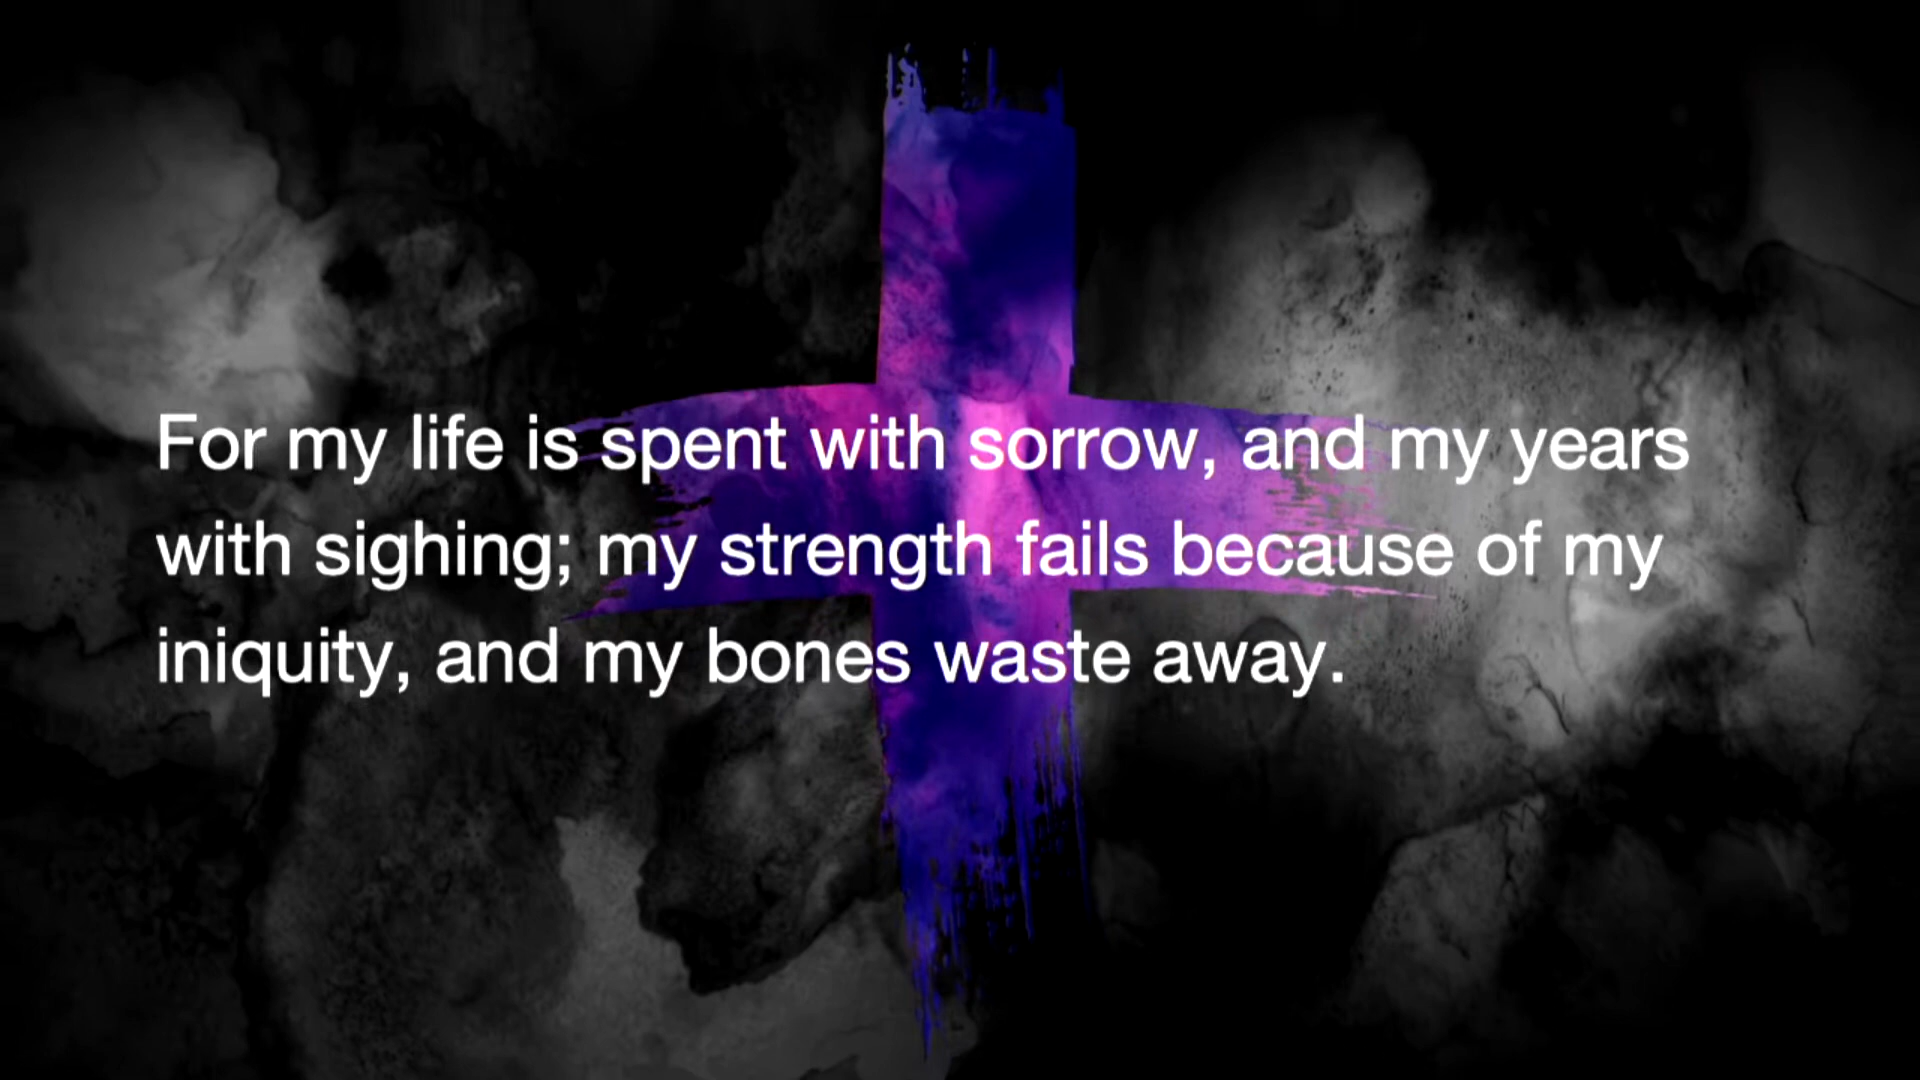 For my life is spent with sorrow, and my years
with sighing; my strength fails because of my
iniquity, and my bones waste away.